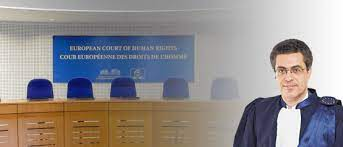 EUROPEAN COURT OF HUMAN RIGHTS
COUR EUROPÉENNE DES DROITS DE L'HOMME